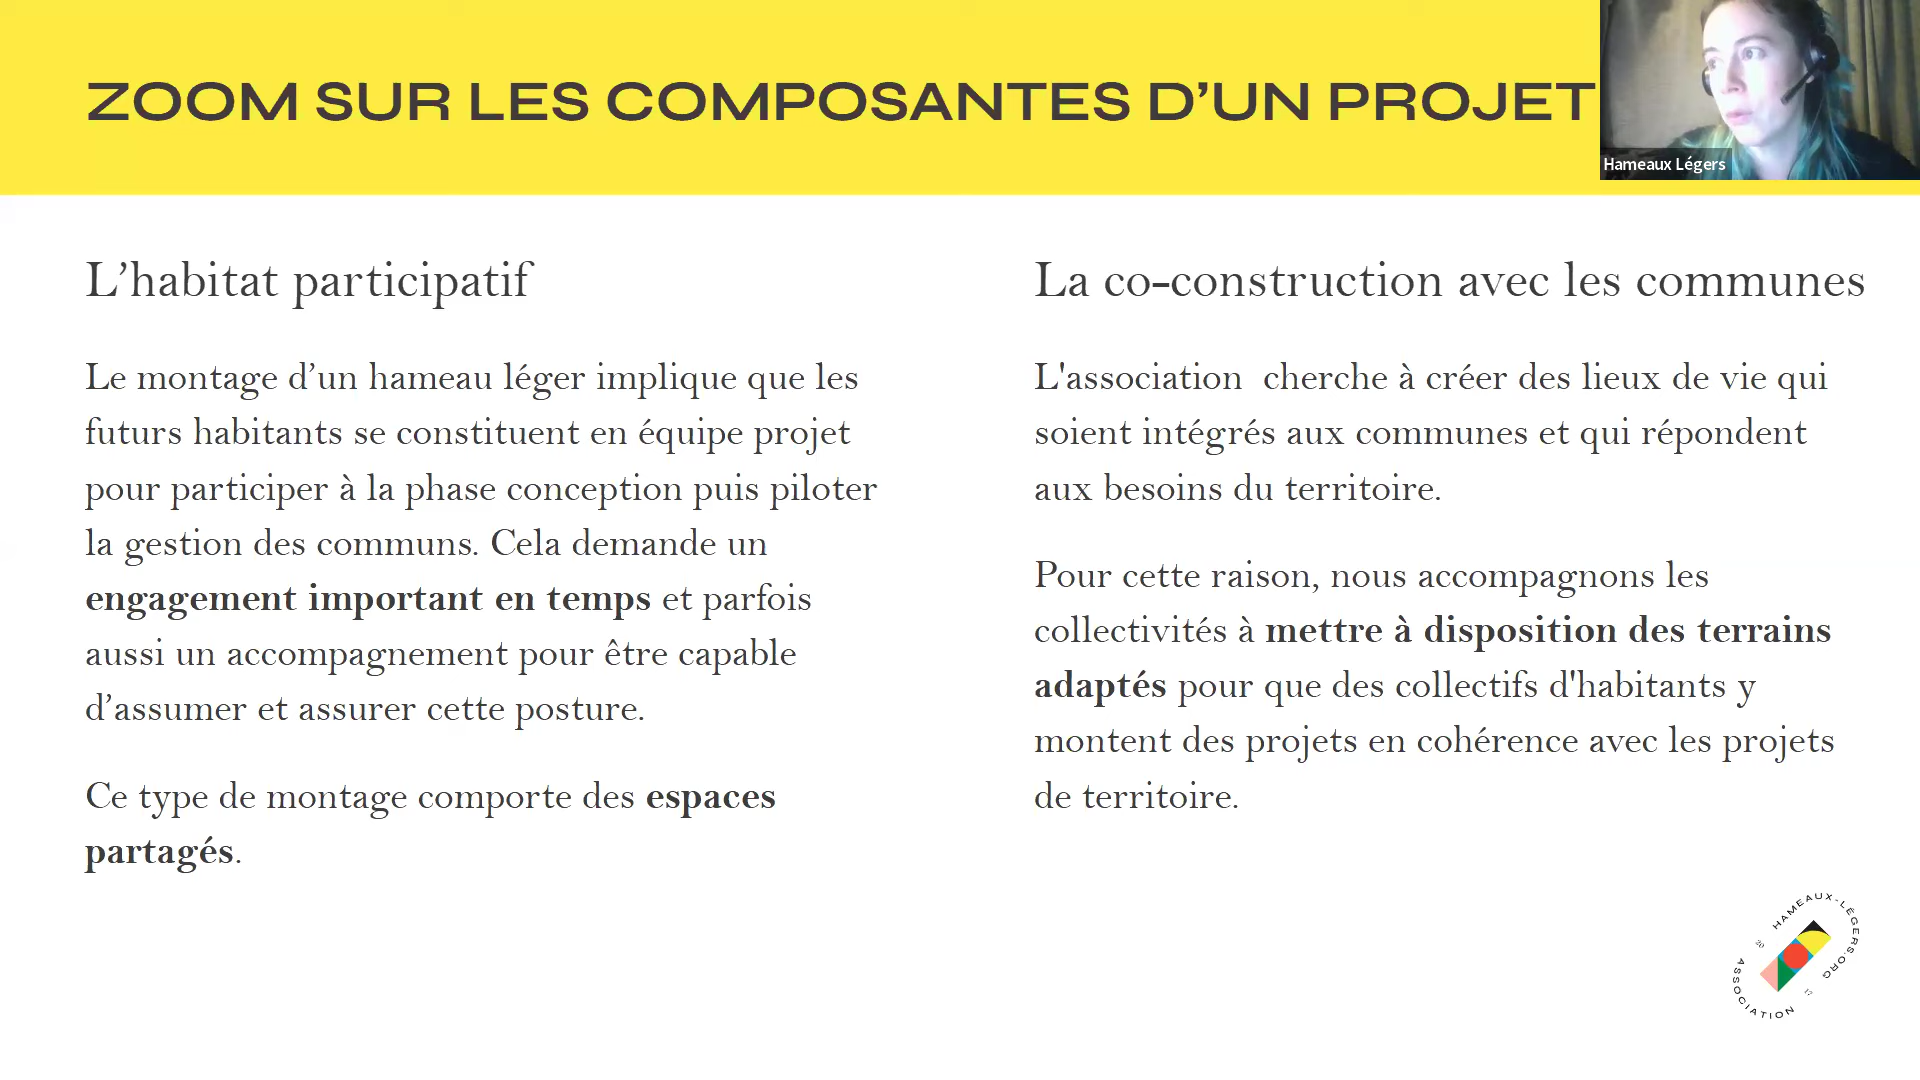 ZOOM SUR LES COMPOSANTES D’UN PROJET
Hameaux Légers
L’habitat participatif
Le montage d’un hameau léger implique que les
futurs habitants se constituent en équipe projet
pour participer à la phase conception puis piloter
la gestion des communs. Cela demande un
engagement important en temps et parfois
aussi un accompagnement pour être capable
d’assumer et assurer cette posture.
Ce type de montage comporte des espaces
partagés.
La co-construction avec les communes
L'association  cherche à créer des lieux de vie qui
soient intégrés aux communes et qui répondent
aux besoins du territoire.
Pour cette raison, nous accompagnons les
collectivités à mettre à disposition des terrains
adaptés pour que des collectifs d'habitants y
montent des projets en cohérence avec les projets
de territoire.
HAMEAUX-LÉGERS.ORG
20
17
ASSOCIATION